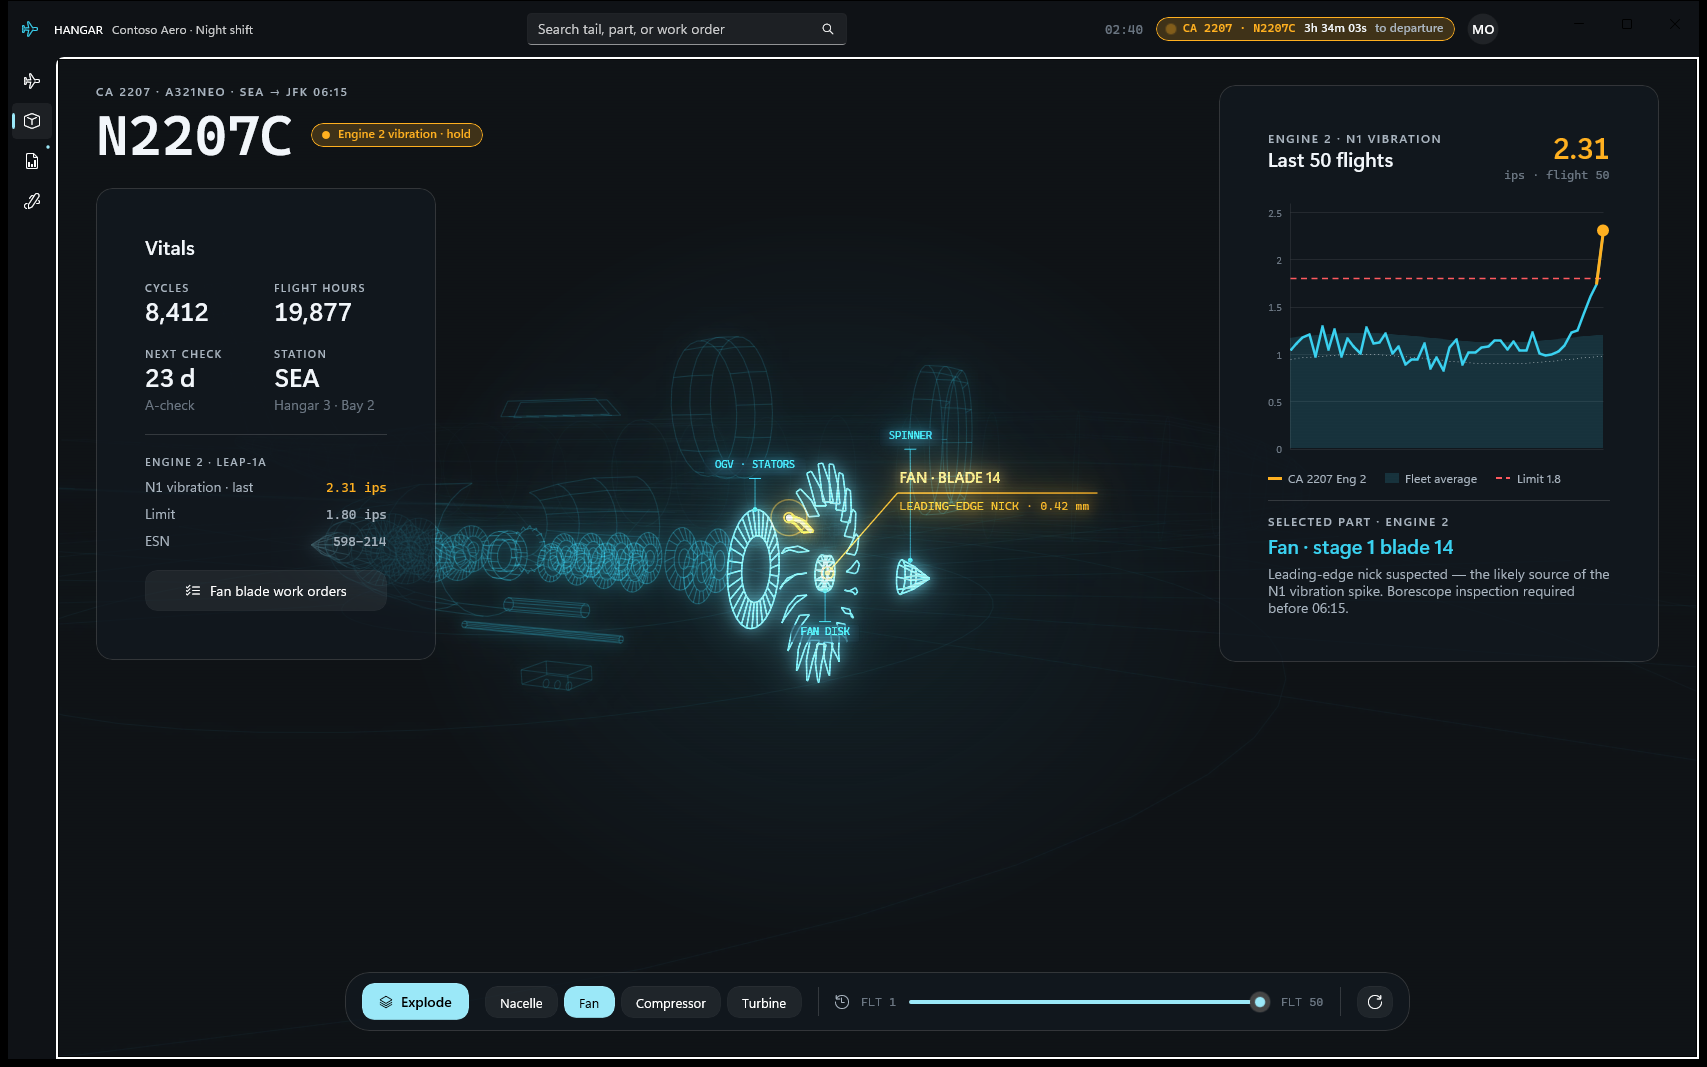 HANGAR Contoso Aero · Night shift
Search tail, part, or work order
02:40
CA 2207 · N2207C 3h 34m 03s to departure
MO
CA 2207 · A321NEO · SEA → JFK 06:15
N2207C
Engine 2 vibration · hold
Vitals
CYCLES FLIGHT HOURS
8,412 19,877
NEXT CHECK STATION
23 d SEA
A-check Hangar 3 · Bay 2
ENGINE 2 · LEAP-1A
N1 vibration · last 2.31 ips
Limit 1.80 ips
ESN 598-214
Fan blade work orders
SPINNER
OGV · STATORS
FAN · BLADE 14
LEADING-EDGE NICK · 0.42 mm
FAN DISK
ENGINE 2 · N1 VIBRATION
Last 50 flights
2.31
ips · flight 50
2.5
2
1.5
1
0.5
0
CA 2207 Eng 2 Fleet average Limit 1.8
SELECTED PART · ENGINE 2
Fan · stage 1 blade 14
Leading-edge nick suspected — the likely source of the
N1 vibration spike. Borescope inspection required
before 06:15.
Explode Nacelle Fan Compressor Turbine FLT 1 FLT 50